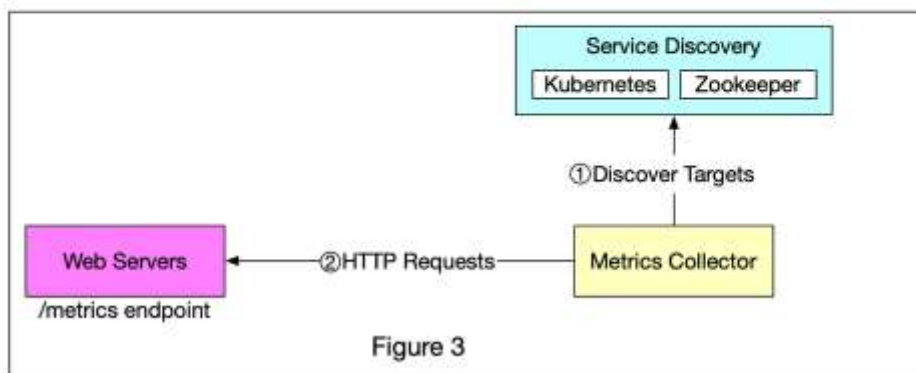 Service Discovery
Kubernetes Zookeeper
①Discover Targets
Web Servers ②HTTP Requests Metrics Collector
/metrics endpoint
Figure 3